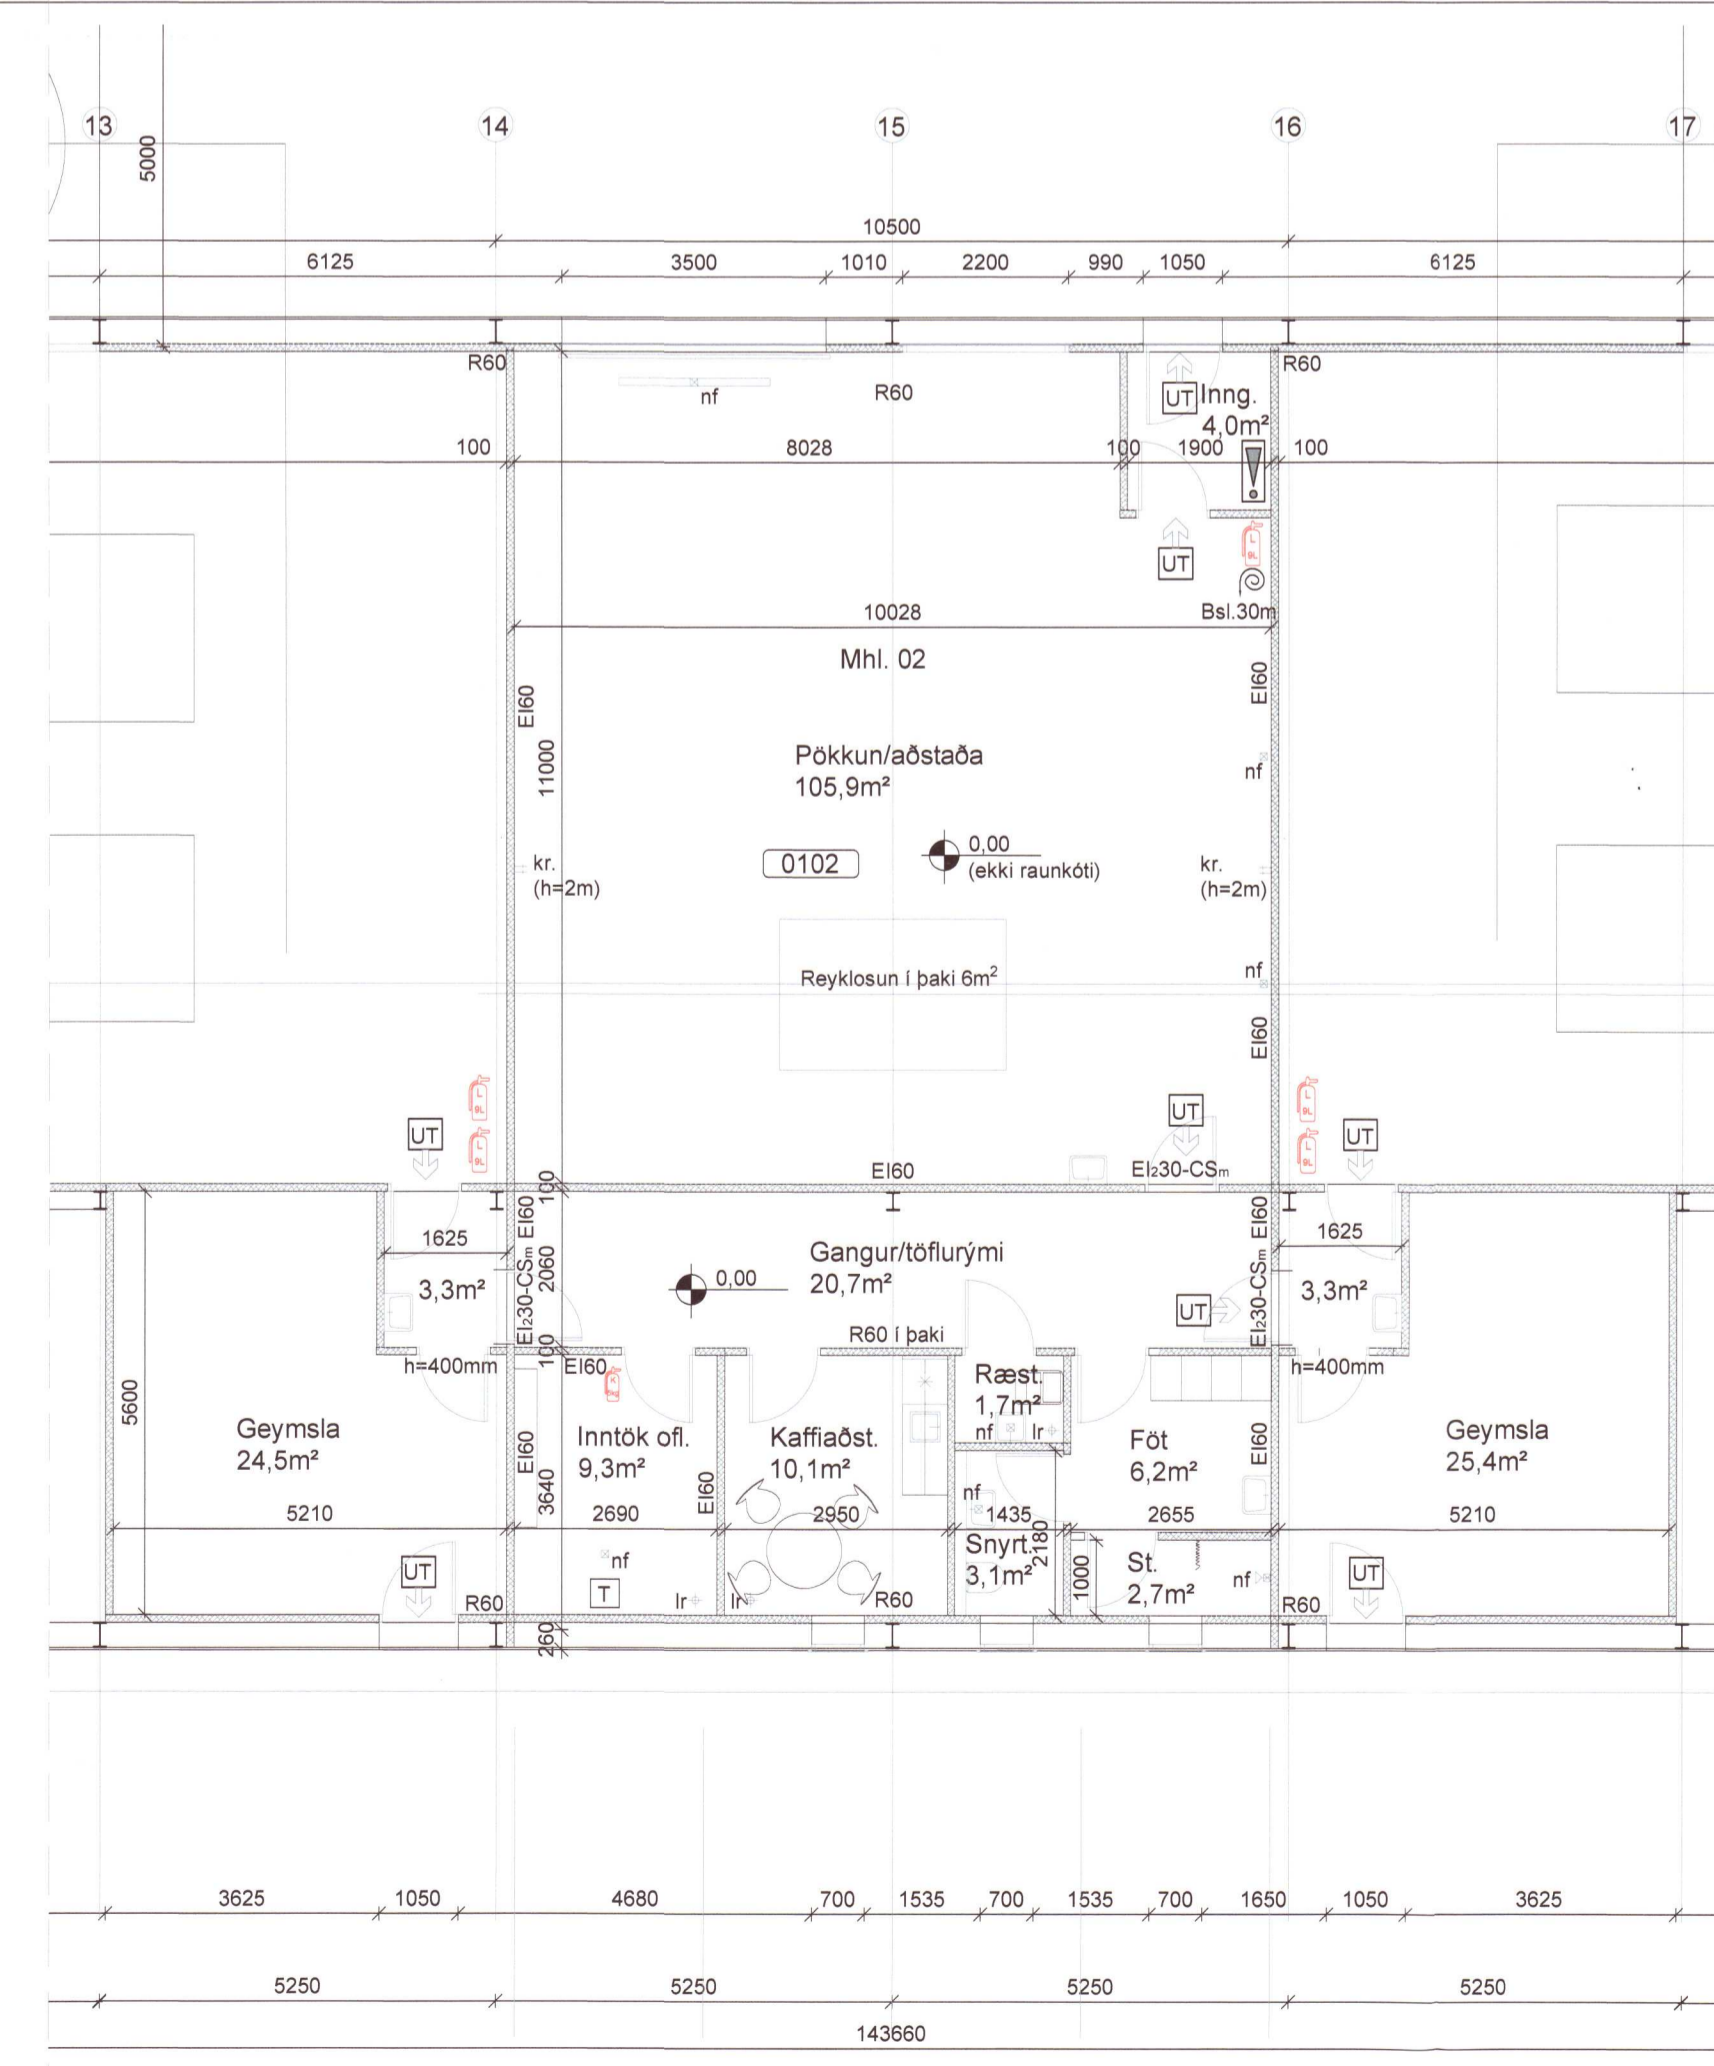 13
14
15
16
17
5000
10500
6125
3500
1010
2200
990
1050
6125
R60
nf
R60
UT
Inng.
4,0m²
R60
100
8028
100
1900
100
UT
L
9L
10028
Bsl.30m
Mhl. 02
EI60
EI60
11000
Pökkun/aðstaða
105,9m²
nf
0102
0,00
(ekki raunkóti)
kr.
(h=2m)
kr.
(h=2m)
Reyklosun í þaki 6m²
nf
EI60
L
9L
L
9L
UT
UT
L
9L
L
9L
UT
EI60
EI₂30-CSm
100
1625
EI60
EI₂30-CSm
2060
Gangur/töflurými
20,7m²
0,00
EI60
EI₂30-CSm
1625
3,3m²
3,3m²
UT
R60 í þaki
100
h=400mm
EI60
h=400mm
Ræst.
1,7m²
nf
lr
5600
Geymsla
24,5m²
EI60
3640
Inntök ofl.
9,3m²
EI60
Kaffiaðst.
10,1m²
Föt
6,2m²
EI60
Geymsla
25,4m²
nf
5210
2690
2950
1435
2655
5210
Snyrt.
3,1m²
2180
1000
St.
2,7m²
nf
nf
UT
T
UT
R60
lr
lr
R60
R60
260
3625
1050
4680
700
1535
700
1535
700
1650
1050
3625
5250
5250
5250
5250
143660